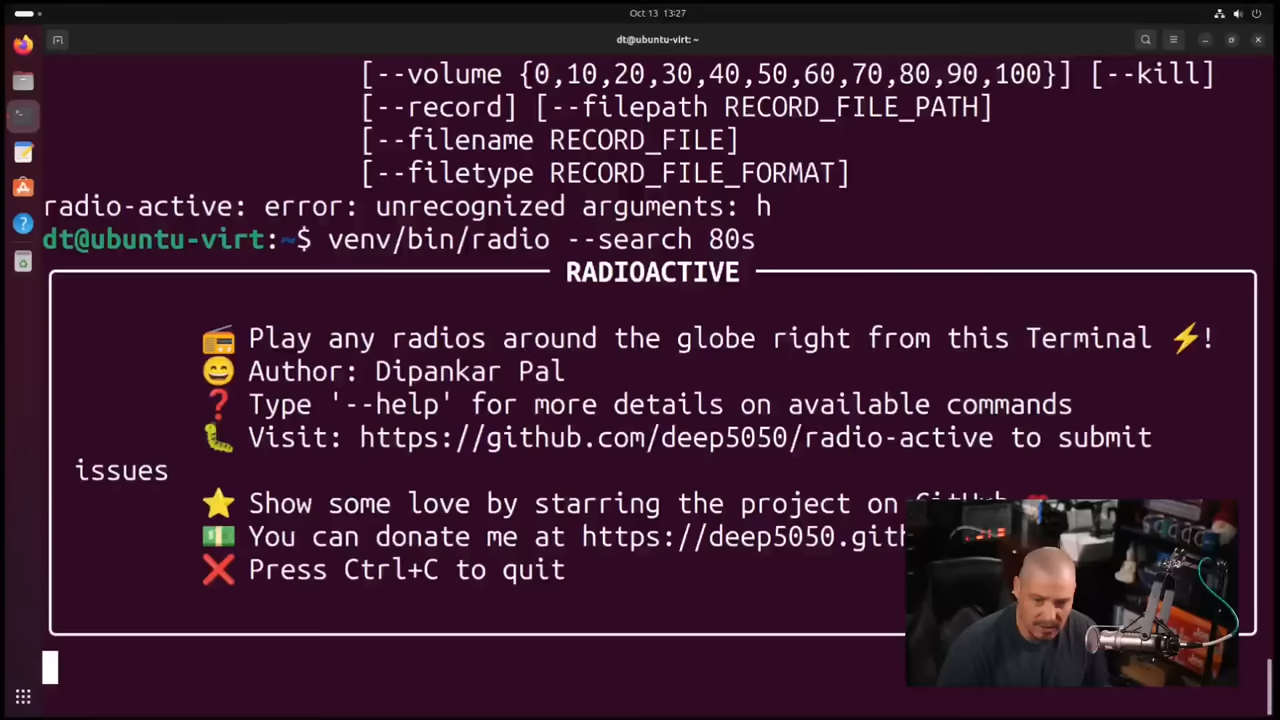 Oct 13 13:27
dt@ubuntu-virt: ~
[--volume {0,10,20,30,40,50,60,70,80,90,100}] [--kill]
[--record] [--filepath RECORD_FILE_PATH]
[--filename RECORD_FILE]
[--filetype RECORD_FILE_FORMAT]
radio-active: error: unrecognized arguments: h
dt@ubuntu-virt:~$ venv/bin/radio --search 80s
RADIOACTIVE
📻 Play any radios around the globe right from this Terminal ⚡!
😄 Author: Dipankar Pal
❓ Type '--help' for more details on available commands
🐛 Visit: https://github.com/deep5050/radio-active to submit
issues
⭐ Show some love by starring the project on GitHub ❤
💵 You can donate me at https://deep5050.gith
❌ Press Ctrl+C to quit